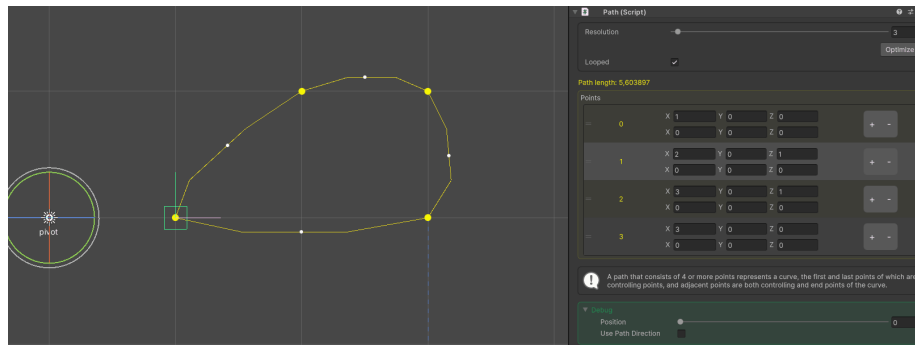 Path (Script)
Resolution 3
Optimize
Looped
Path length: 5,603897
Points
0 X 1 Y 0 Z 0 + -
X 0 Y 0 Z 0
1 X 2 Y 0 Z 1 + -
X 0 Y 0 Z 0
2 X 3 Y 0 Z 1 + -
X 0 Y 0 Z 0
3 X 3 Y 0 Z 0 + -
X 0 Y 0 Z 0
A path that consists of 4 or more points represents a curve, the first and last points of which are
controlling points, and adjacent points are both controlling and end points of the curve.
Debug
Position 0
Use Path Direction
pivot